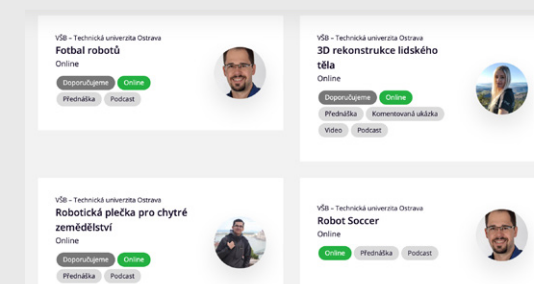 VŠB – Technická univerzita Ostrava
Fotbal robotů
Online
Doporučujeme Online
Přednáška Podcast
VŠB – Technická univerzita Ostrava
3D rekonstrukce lidského
těla
Online
Doporučujeme Online
Přednáška Komentovaná ukázka
Video Podcast
VŠB – Technická univerzita Ostrava
Robotická plečka pro chytré
zemědělství
Online
Doporučujeme Online
Přednáška Podcast
VŠB – Technická univerzita Ostrava
Robot Soccer
Online
Online Přednáška Podcast